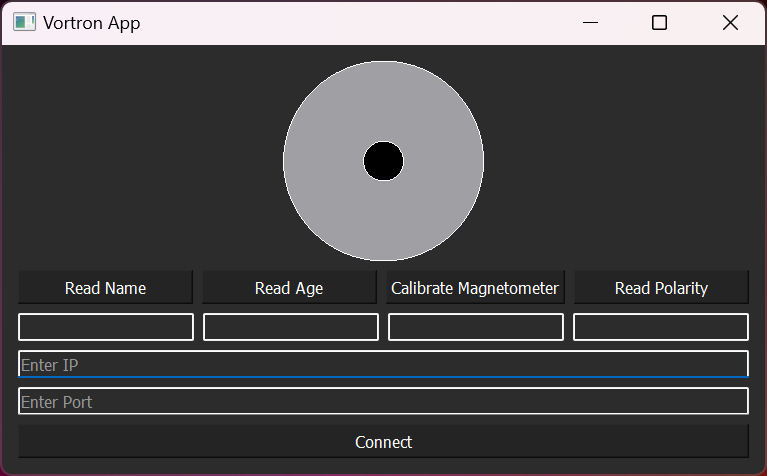 Vortron App
Read Name Read Age Calibrate Magnetometer Read Polarity
Enter IP
Enter Port
Connect